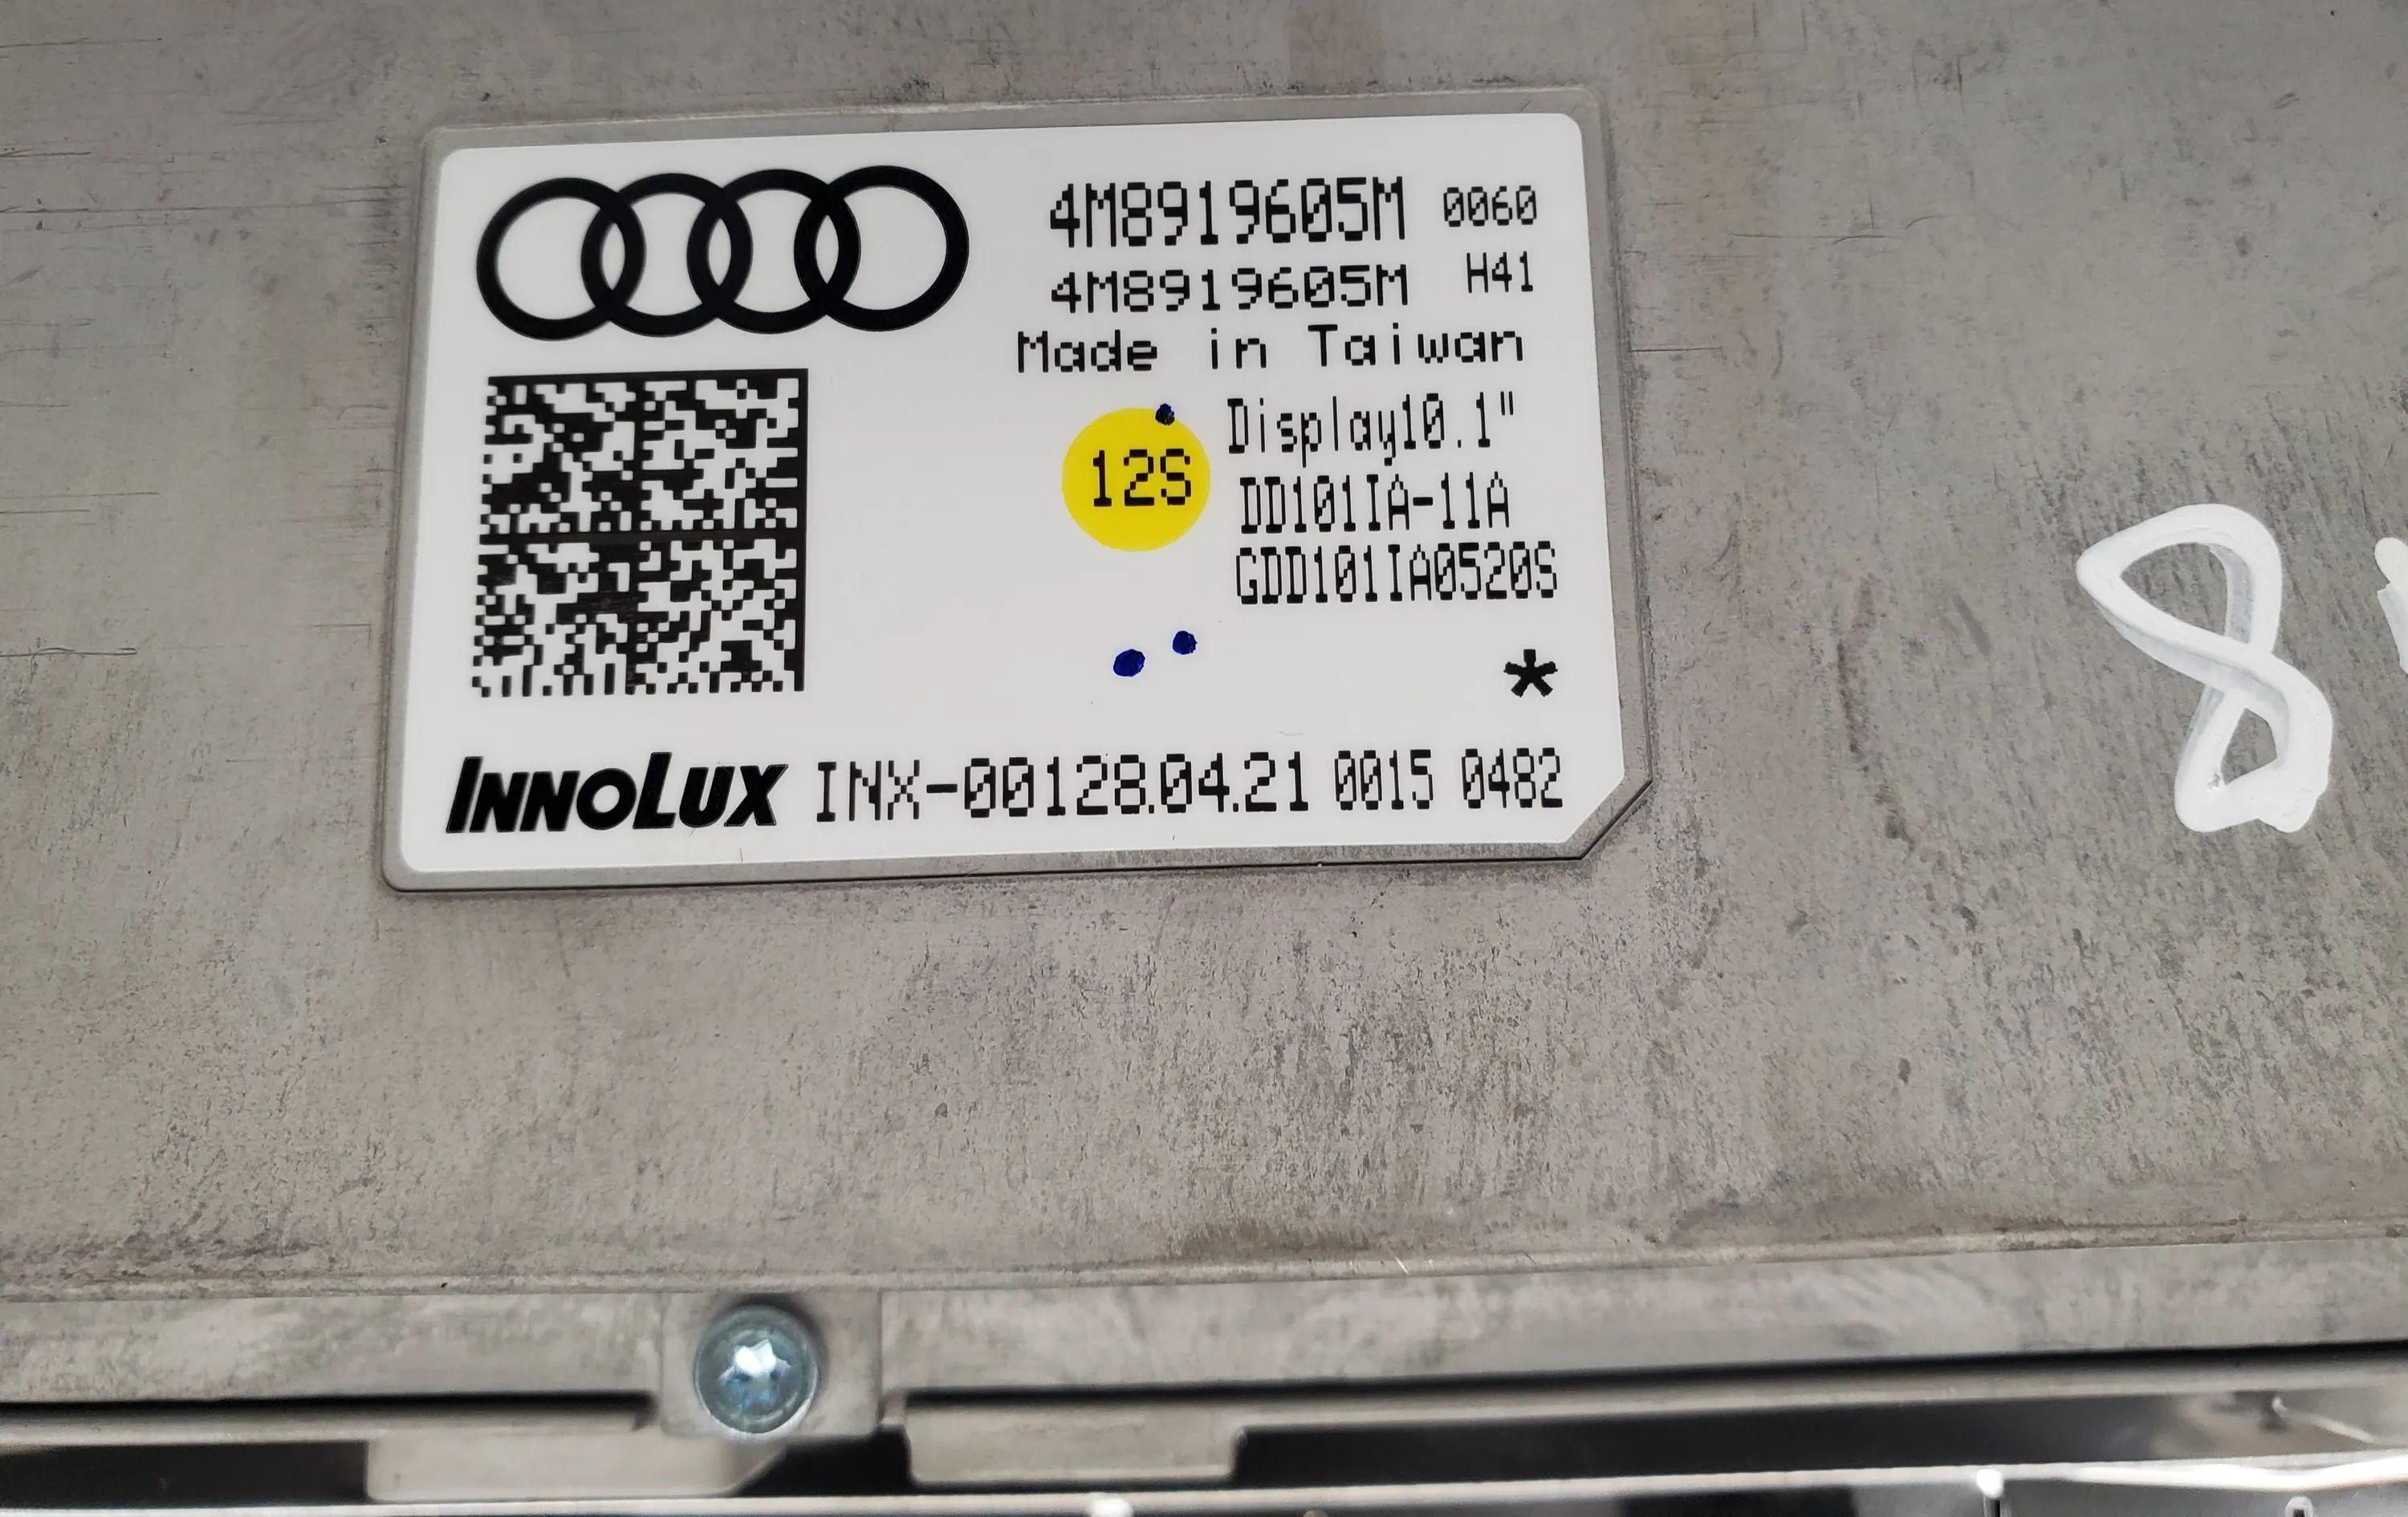 4M8919605M 0060
4M8919605M H41
Made in Taiwan
12S
Display10.1"
DD101IA-11A
GDD101IA0520S
*
INNOLUX INX-00128.04.21 0015 0482
8